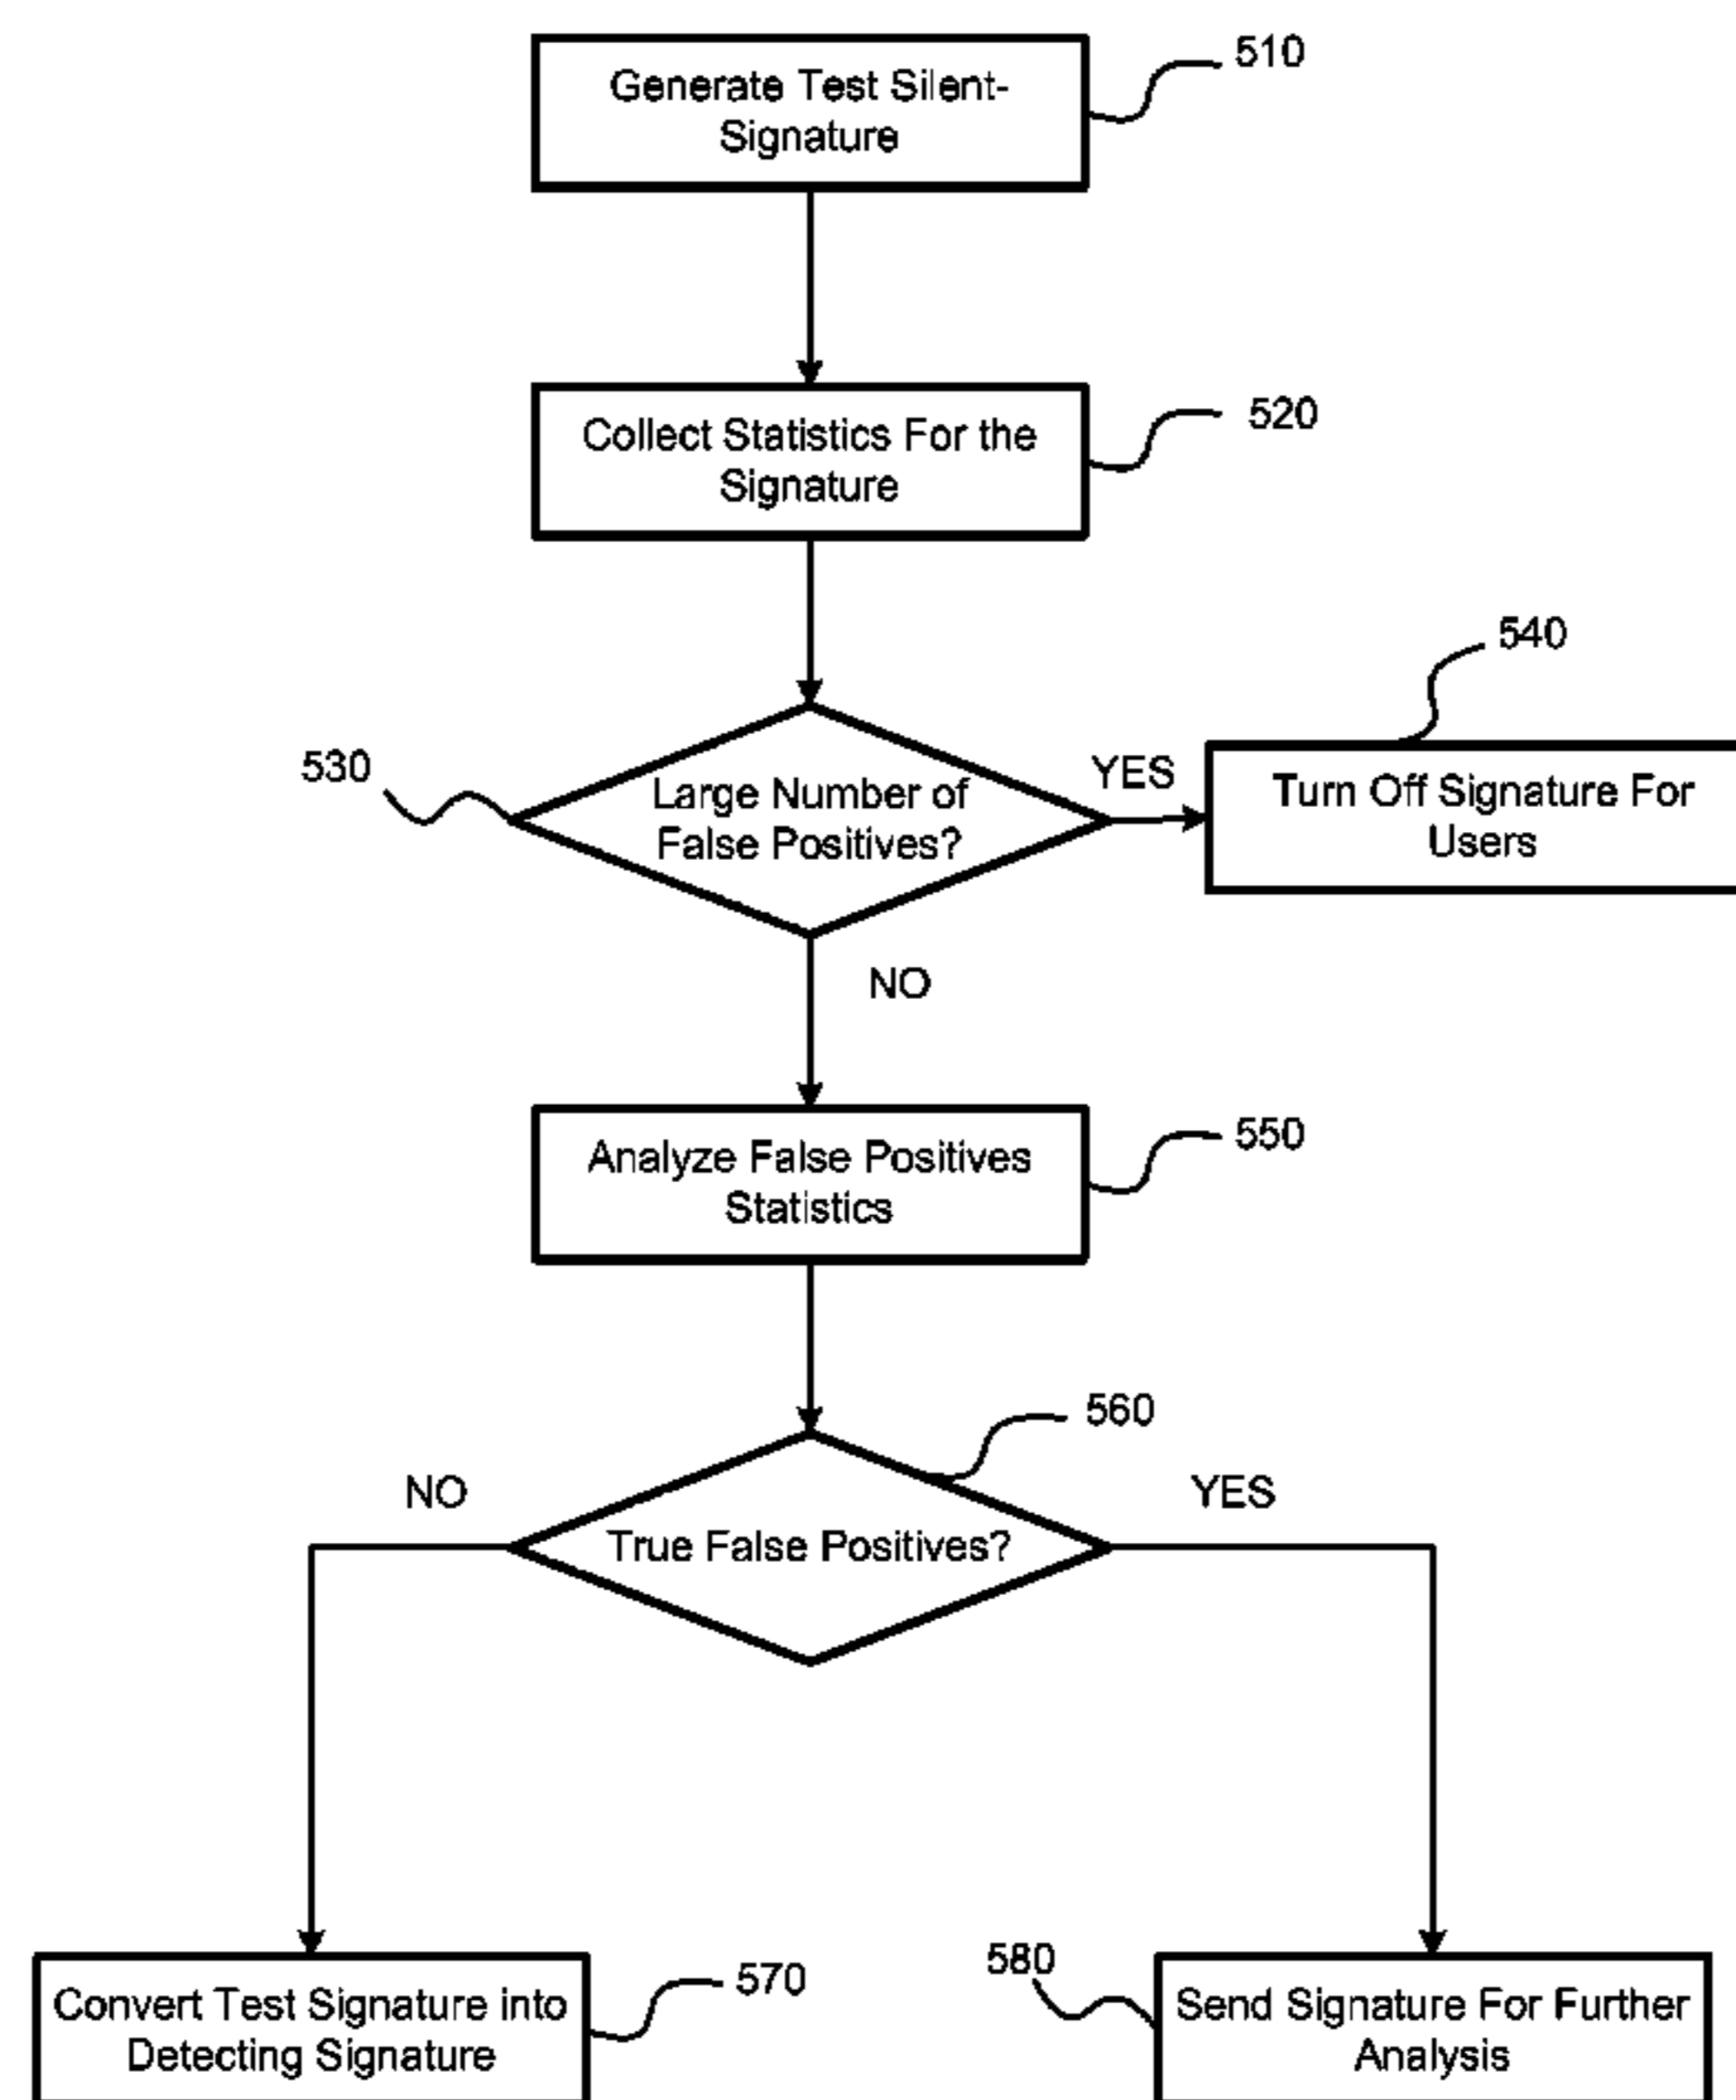 Generate Test Silent-
Signature
510
Collect Statistics For the
Signature
520
530
Large Number of
False Positives?
YES
540
Turn Off Signature For
Users
NO
Analyze False Positives
Statistics
550
560
NO
True False Positives?
YES
Convert Test Signature into
Detecting Signature
570
580
Send Signature For Further
Analysis